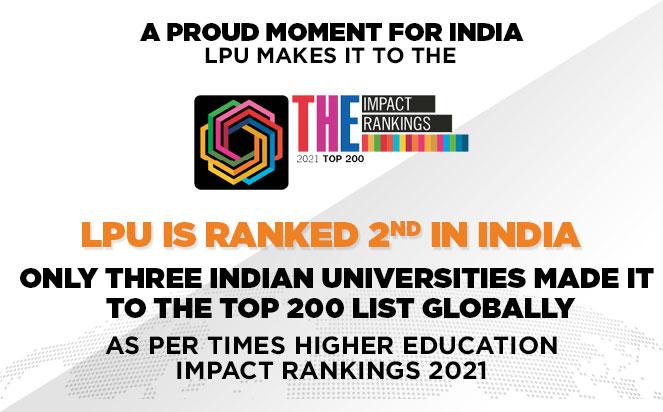 A PROUD MOMENT FOR INDIA
LPU MAKES IT TO THE
THE IMPACT
RANKINGS
2021 TOP 200
LPU IS RANKED 2ND IN INDIA
ONLY THREE INDIAN UNIVERSITIES MADE IT
TO THE TOP 200 LIST GLOBALLY
AS PER TIMES HIGHER EDUCATION
IMPACT RANKINGS 2021